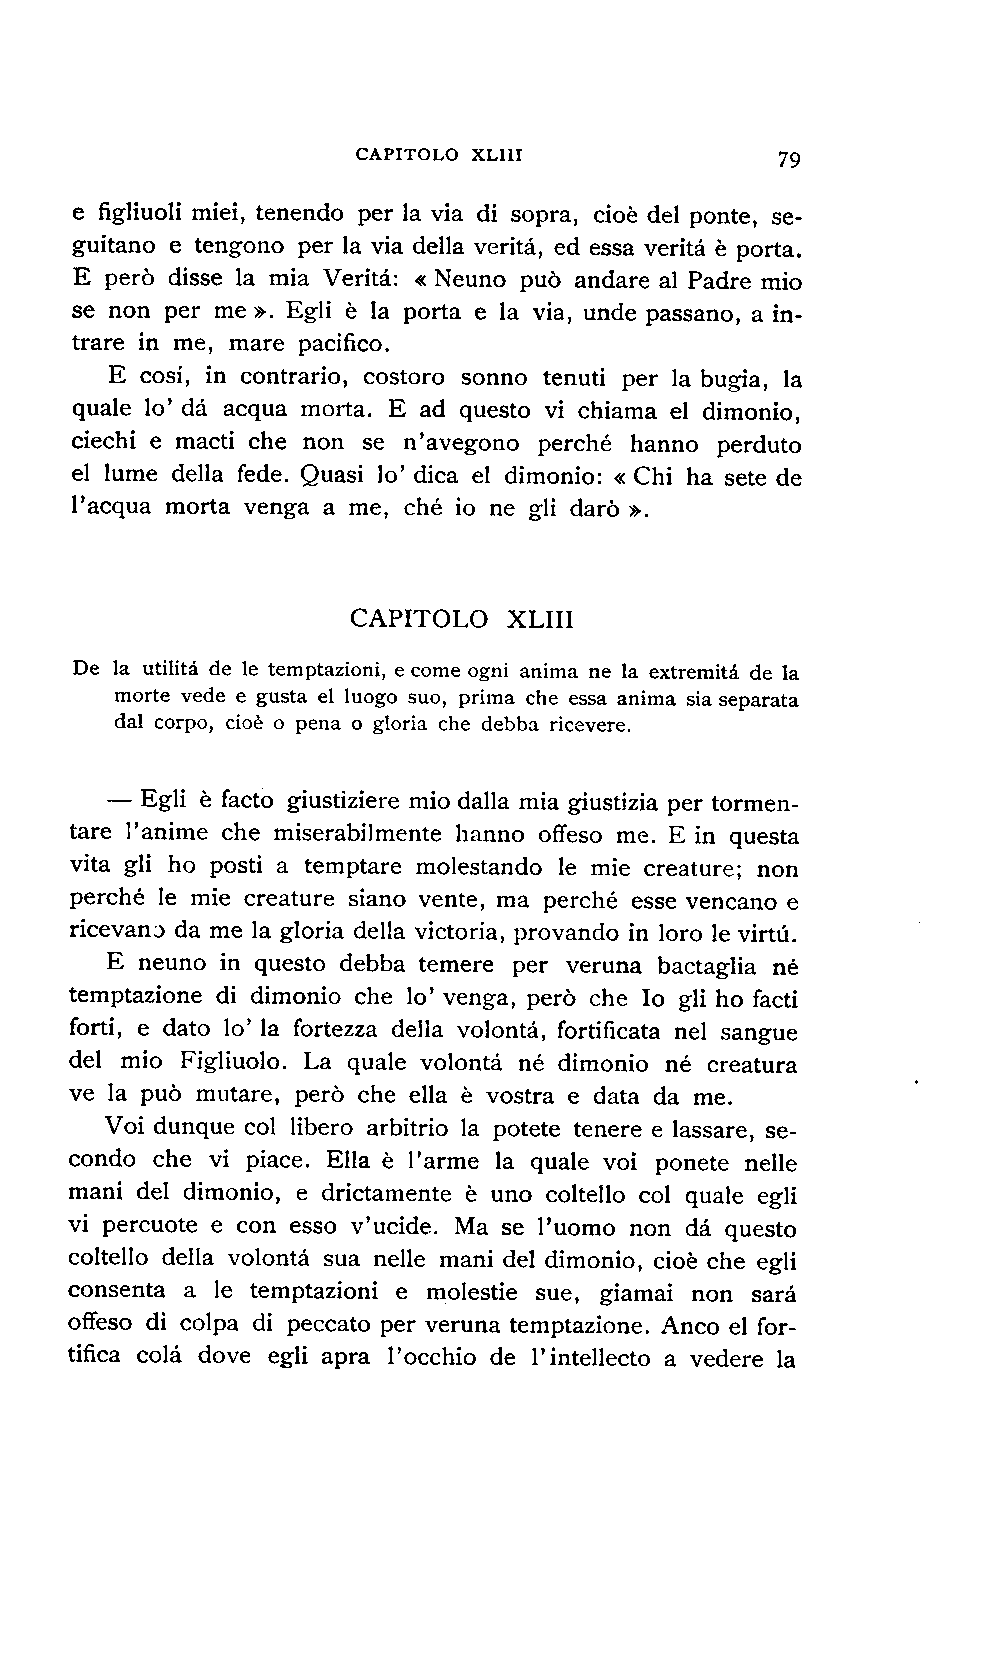 CAPITOLO XLIII 79
e figliuoli miei, tenendo per la via di sopra, cioè del ponte, se-
guitano e tengono per la via della veritá, ed essa veritá è porta.
E però disse la mia Veritá: « Neuno può andare al Padre mio
se non per me ». Egli è la porta e la via, unde passano, a in-
trare in me, mare pacifico.
E cosí, in contrario, costoro sonno tenuti per la bugia, la
quale lo' dá acqua morta. E ad questo vi chiama el dimonio,
ciechi e macti che non se n'avegono perché hanno perduto
el lume della fede. Quasi lo' dica el dimonio: « Chi ha sete de
l'acqua morta venga a me, ché io ne gli darò ».
CAPITOLO XLIII
De la utilitá de le temptazioni, e come ogni anima ne la extremitá de la
morte vede e gusta el luogo suo, prima che essa anima sia separata
dal corpo, cioè o pena o gloria che debba ricevere.
— Egli è facto giustiziere mio dalla mia giustizia per tormen-
tare l'anime che miserabilmente hanno offeso me. E in questa
vita gli ho posti a temptare molestando le mie creature; non
perché le mie creature siano vente, ma perché esse vencano e
ricevano da me la gloria della victoria, provando in loro le virtú.
E neuno in questo debba temere per veruna bactaglia né
temptazione di dimonio che lo' venga, però che Io gli ho facti
forti, e dato lo' la fortezza della volontá, fortificata nel sangue
del mio Figliuolo. La quale volontá né dimonio né creatura
ve la può mutare, però che ella è vostra e data da me.
Voi dunque col libero arbitrio la potete tenere e lassare, se-
condo che vi piace. Ella è l'arme la quale voi ponete nelle
mani del dimonio, e drictamente è uno coltello col quale egli
vi percuote e con esso v'ucide. Ma se l'uomo non dá questo
coltello della volontá sua nelle mani del dimonio, cioè che egli
consenta a le temptazioni e molestie sue, giamai non sará
offeso di colpa di peccato per veruna temptazione. Anco el for-
tifica colá dove egli apra l'occhio de l'intellecto a vedere la